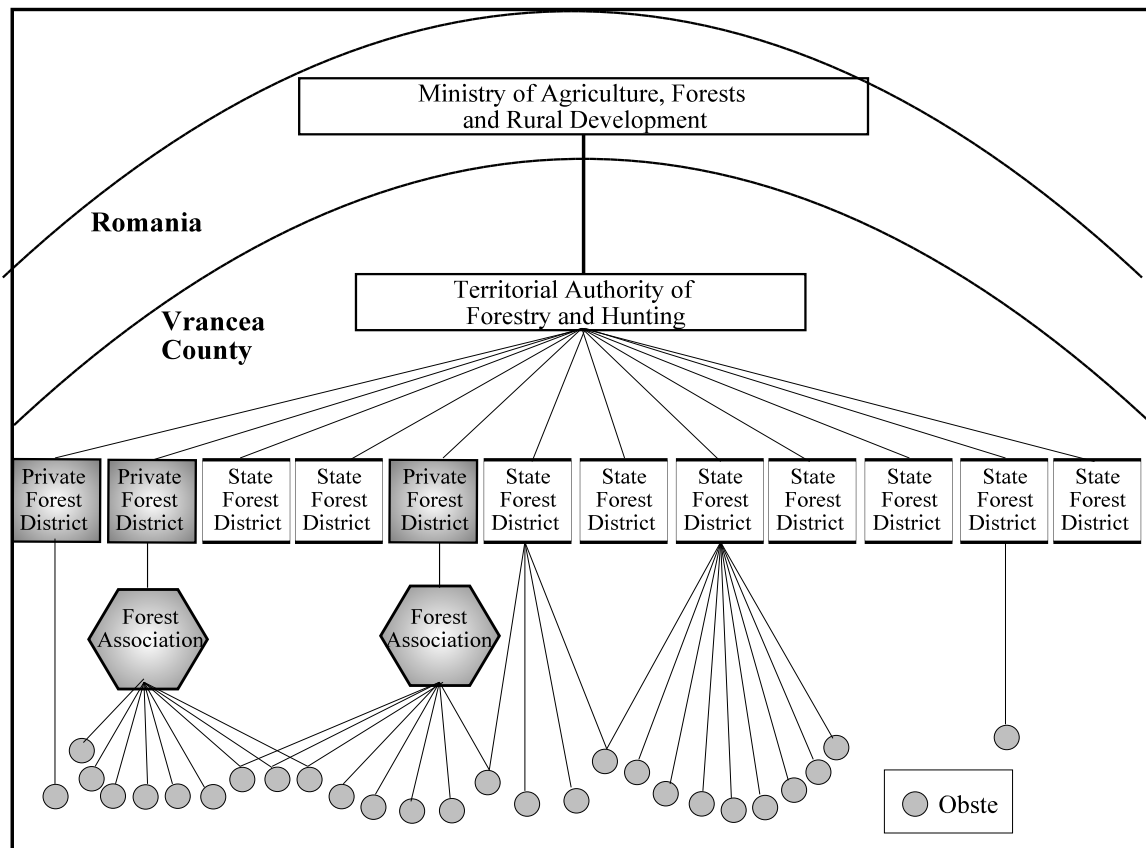 Ministry of Agriculture, Forests
and Rural Development
Romania
Territorial Authority of
Forestry and Hunting
Vrancea
County
Private
Forest
District
Private
Forest
District
State
Forest
District
State
Forest
District
Private
Forest
District
State
Forest
District
State
Forest
District
State
Forest
District
State
Forest
District
State
Forest
District
State
Forest
District
State
Forest
District
Forest
Association
Forest
Association
Obste